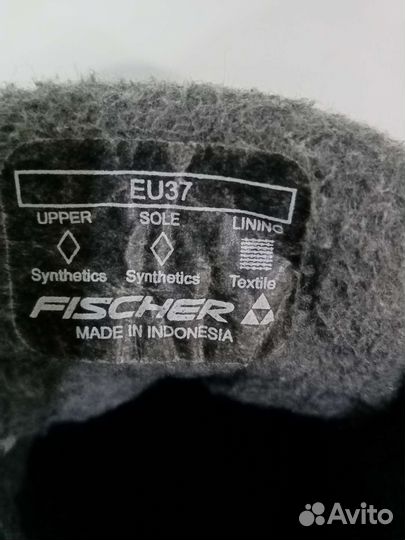 EU37
UPPER SOLE LINING
Synthetics Synthetics Textile
FISCHER
MADE IN INDONESIA
Avito